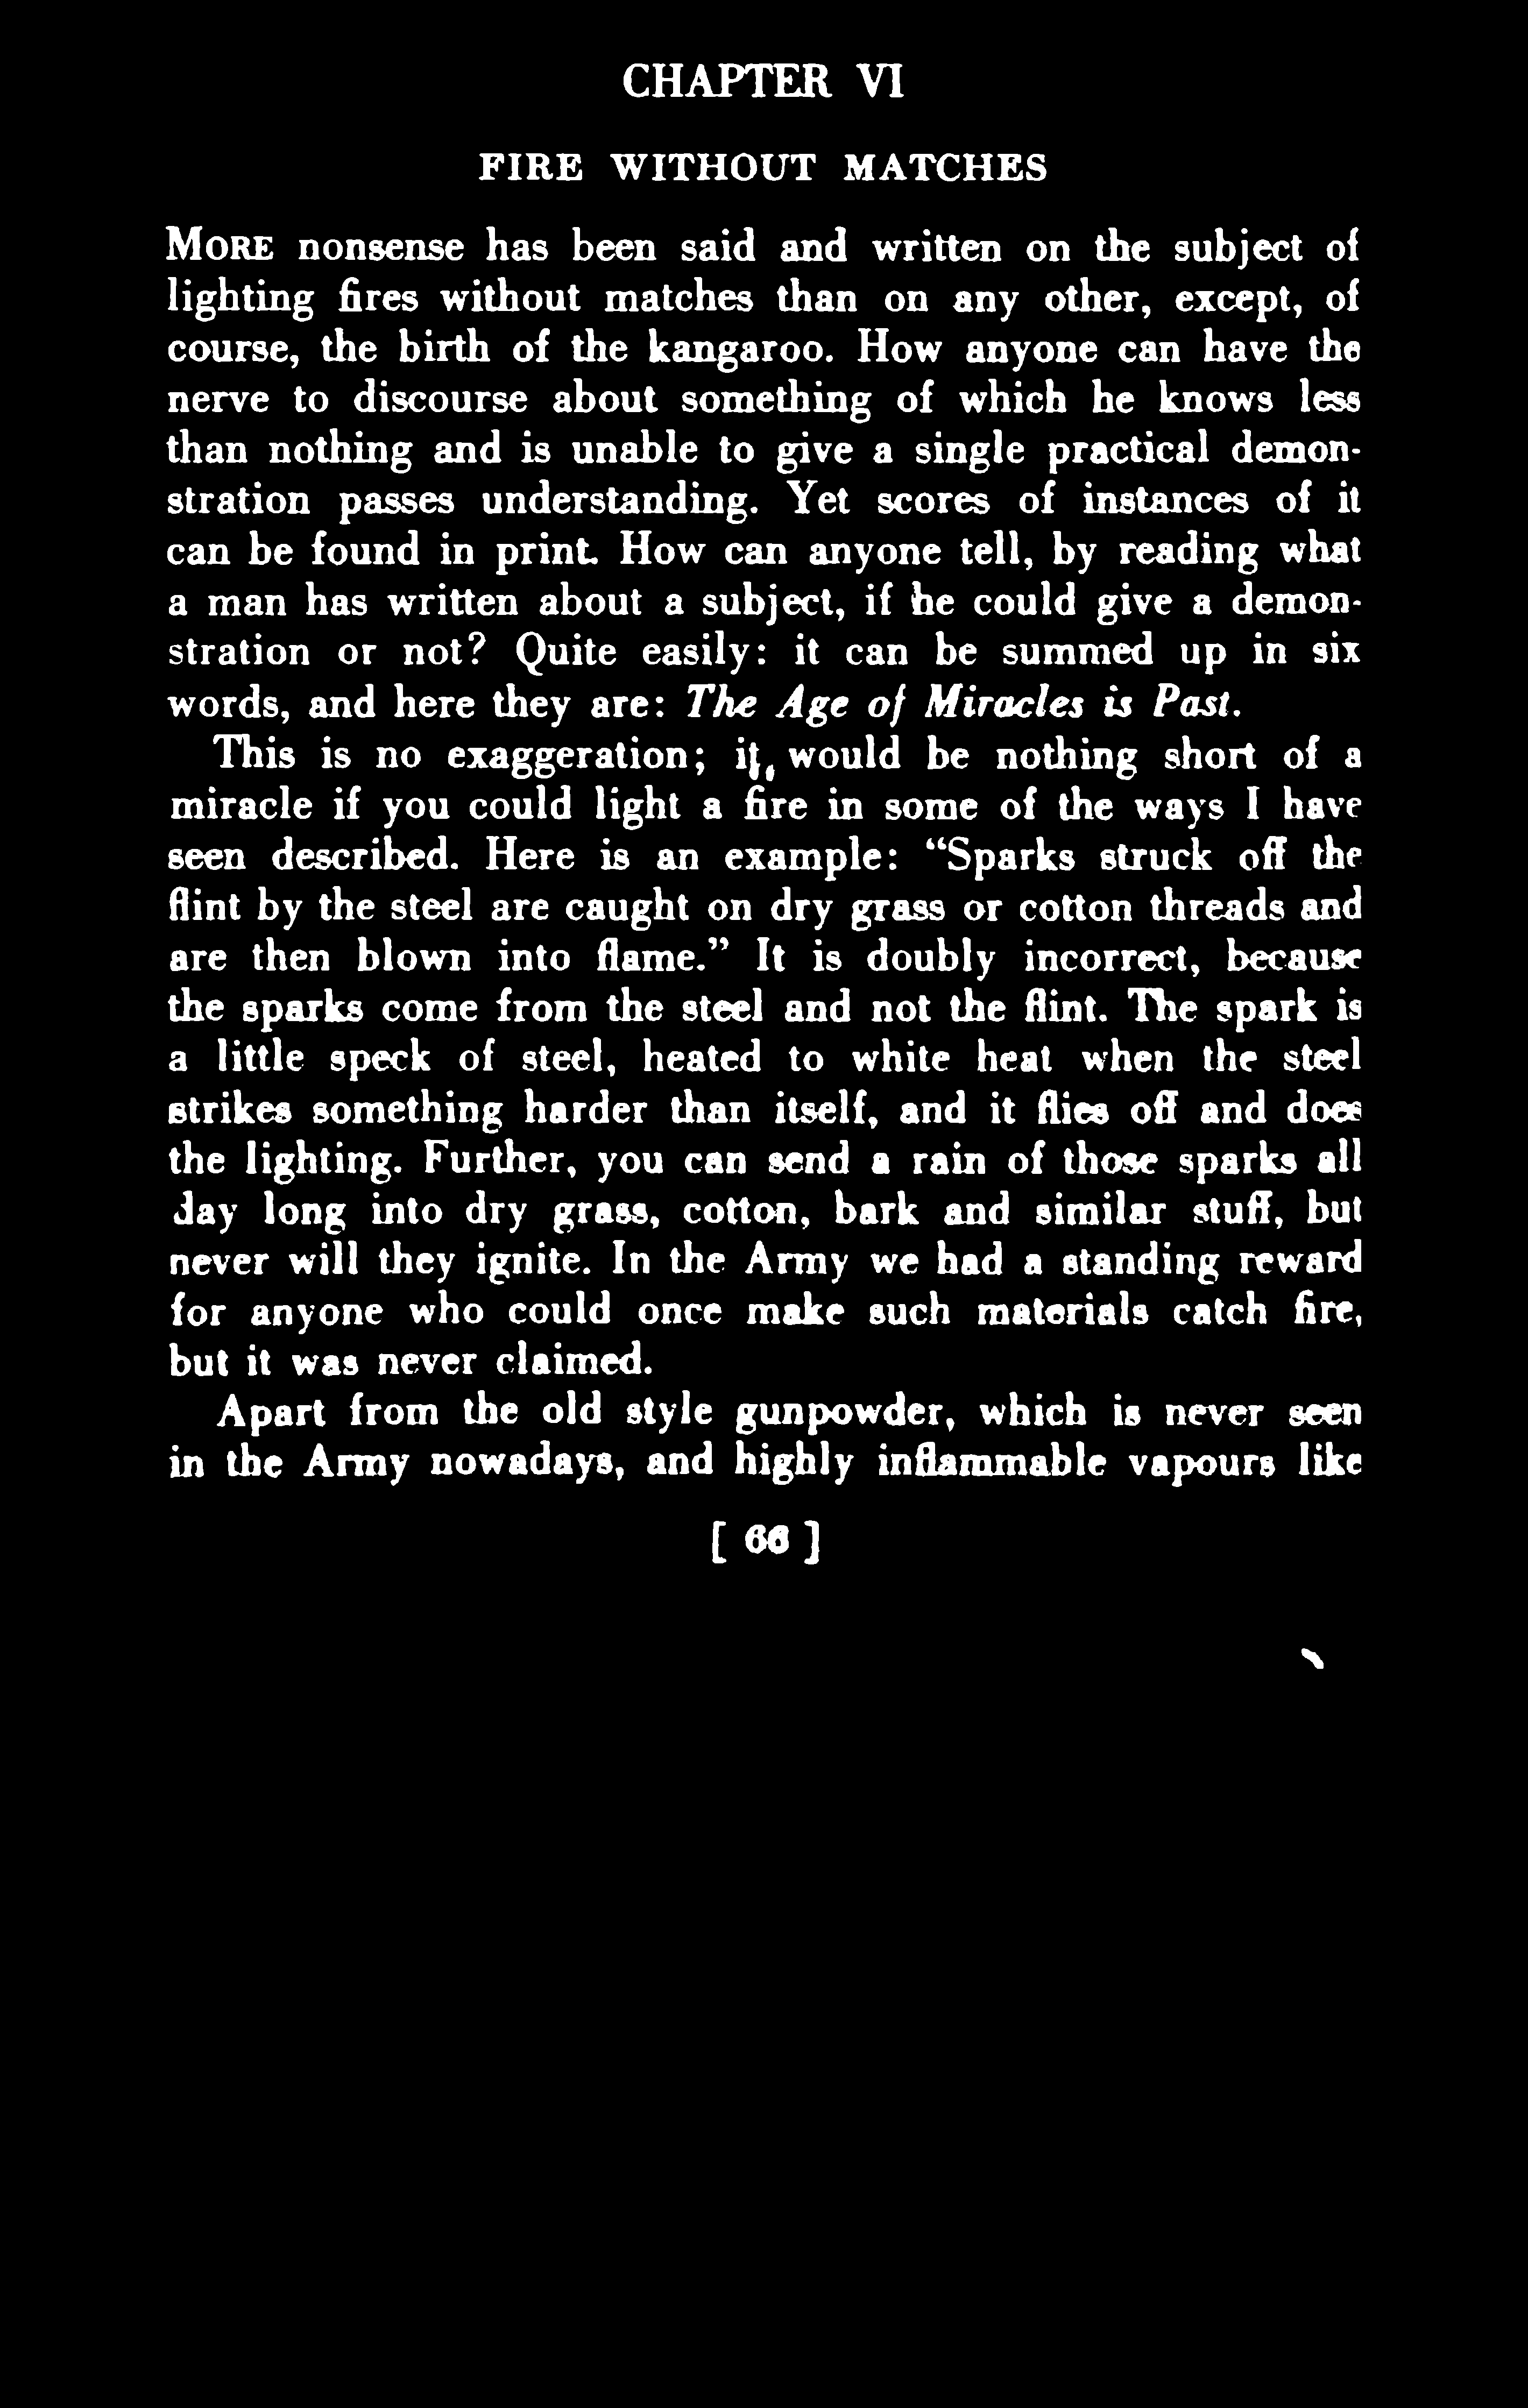 CHAPTER VI
FIRE WITHOUT MATCHES
MORE nonsense has been said and written on the subject of
lighting fires without matches than on any other, except, of
course, the birth of the kangaroo. How anyone can have the
nerve to discourse about something of which he knows less
than nothing and is unable to give a single practical demon-
stration passes understanding. Yet scores of instances of it
can be found in print. How can anyone tell, by reading what
a man has written about a subject, if he could give a demon-
stration or not? Quite easily: it can be summed up in six
words, and here they are: The Age of Miracles is Past.
This is no exaggeration; it would be nothing short of a
miracle if you could light a fire in some of the ways I have
seen described. Here is an example: “Sparks struck off the
flint by the steel are caught on dry grass or cotton threads and
are then blown into flame.” It is doubly incorrect, because
the sparks come from the steel and not the flint. The spark is
a little speck of steel, heated to white heat when the steel
strikes something harder than itself, and it flies off and does
the lighting. Further, you can send a rain of those sparks all
day long into dry grass, cotton, bark and similar stuff, but
never will they ignite. In the Army we had a standing reward
for anyone who could once make such materials catch fire,
but it was never claimed.
Apart from the old style gunpowder, which is never seen
in the Army nowadays, and highly inflammable vapours like
[ 66 ]